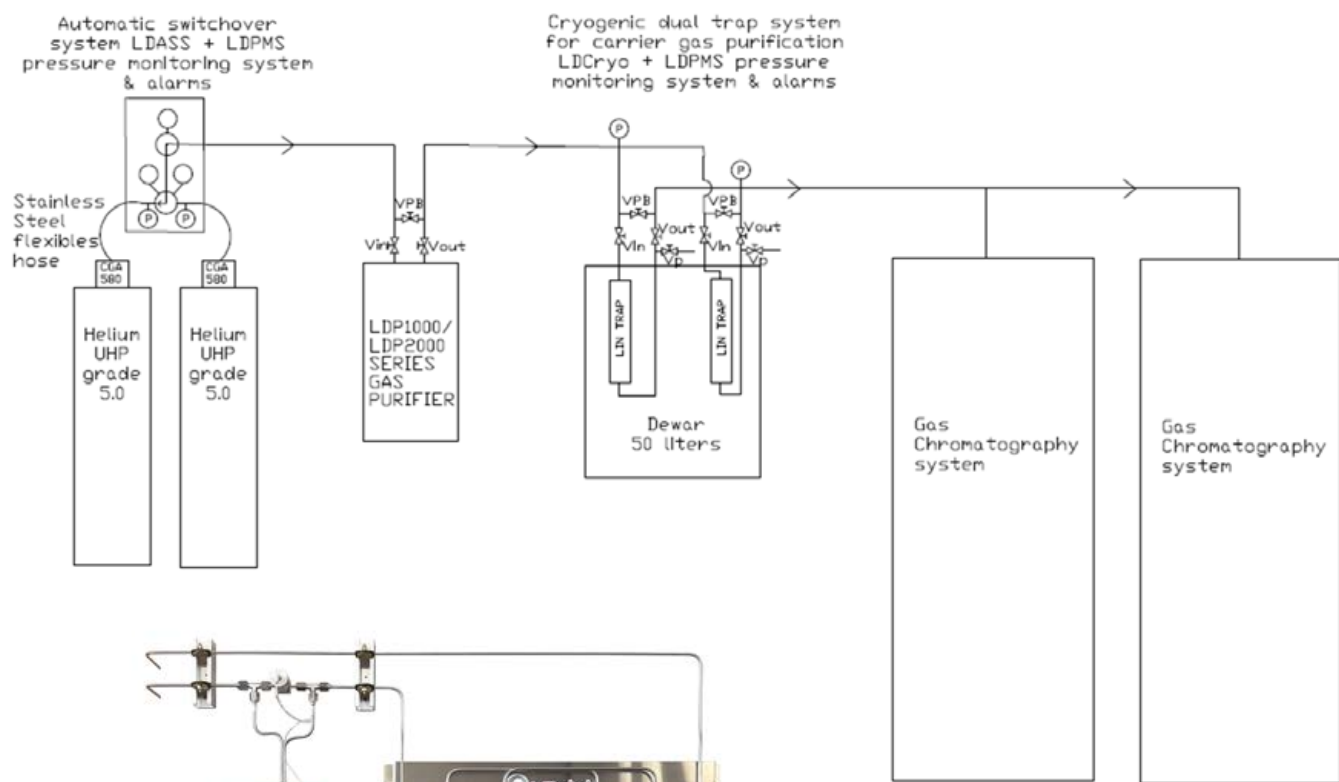 Automatic switchover
system LDASS + LDPMS
pressure monitoring system
& alarms
Cryogenic dual trap system
for carrier gas purification
LDCryo + LDPMS pressure
monitoring system & alarms
P
P
VPB
VPB
Stainless
Steel
flexibles
hose
P
P
Vin
Vout
VIn
Vout
VIn
Vout
Vp
Vp
CGA
580
CGA
580
Helium
UHP
grade
5.0
Helium
UHP
grade
5.0
LDP1000/
LDP2000
SERIES
GAS
PURIFIER
VPB
LIN TRAP
LIN TRAP
Dewar
50 liters
Gas
Chromatography
system
Gas
Chromatography
system